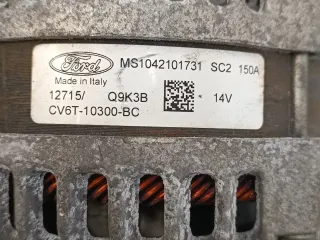 Ford MS1042101731 SC2 150A
Made in Italy
12715/ Q9K3B * 14V
CV6T-10300-BC